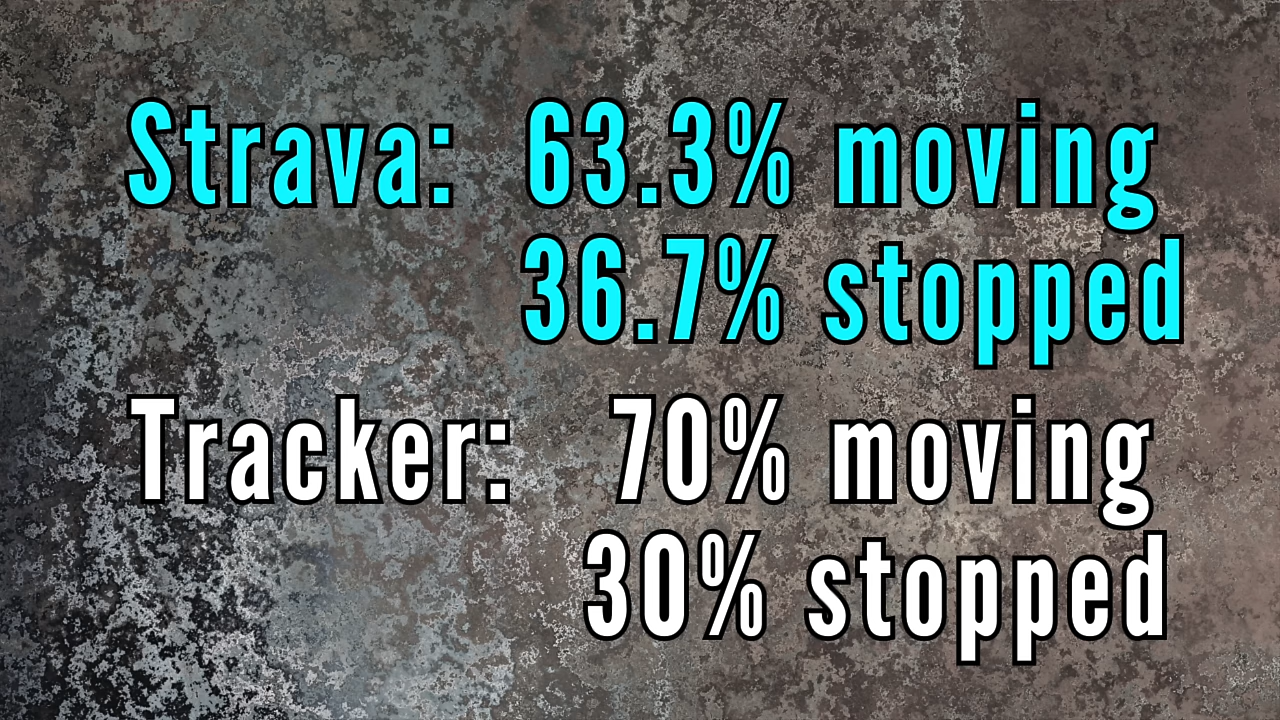 Strava: 63.3% moving
36.7% stopped
Tracker: 70% moving
30% stopped